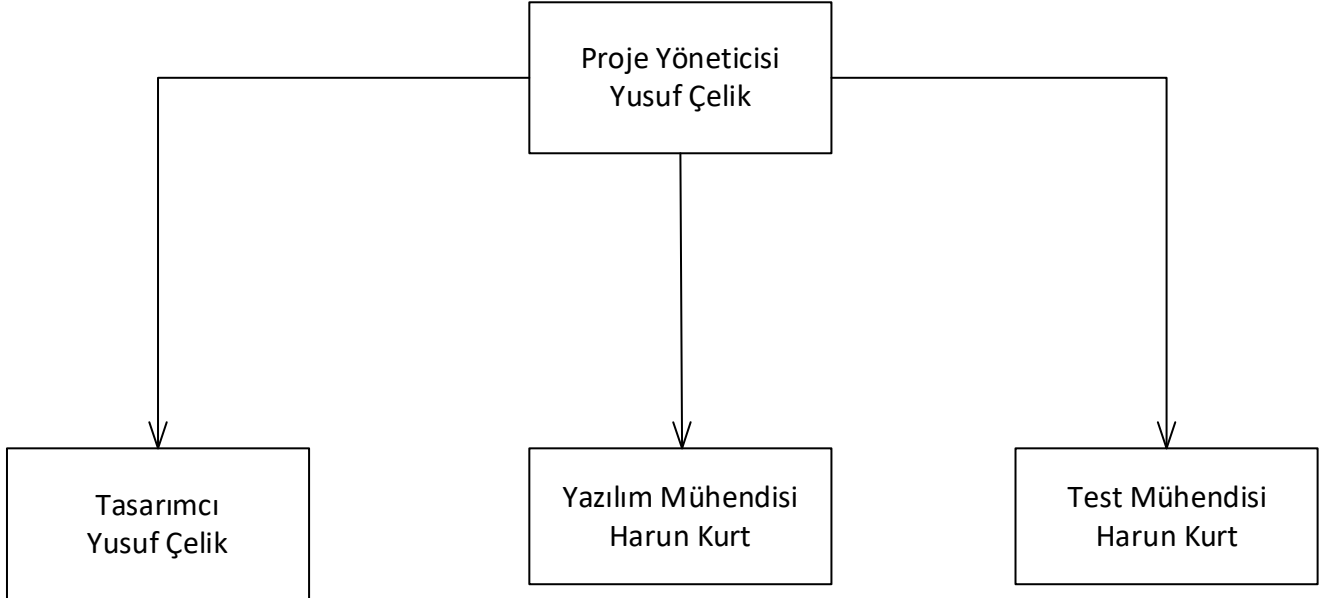 Proje Yöneticisi
Yusuf Çelik
Tasarımcı
Yusuf Çelik
Yazılım Mühendisi
Harun Kurt
Test Mühendisi
Harun Kurt